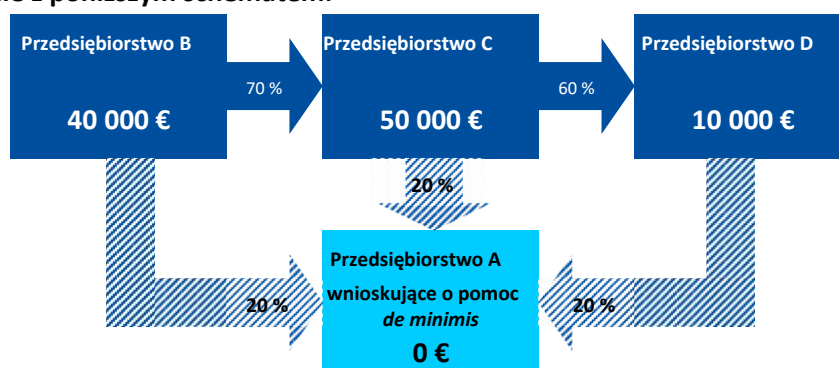 Przedsiębiorstwo B
Przedsiębiorstwo C
Przedsiębiorstwo D
70 %
60 %
40 000 €
50 000 €
10 000 €
20 %
Przedsiębiorstwo A
wnioskujące o pomoc
de minimis
0 €
20 %
20 %